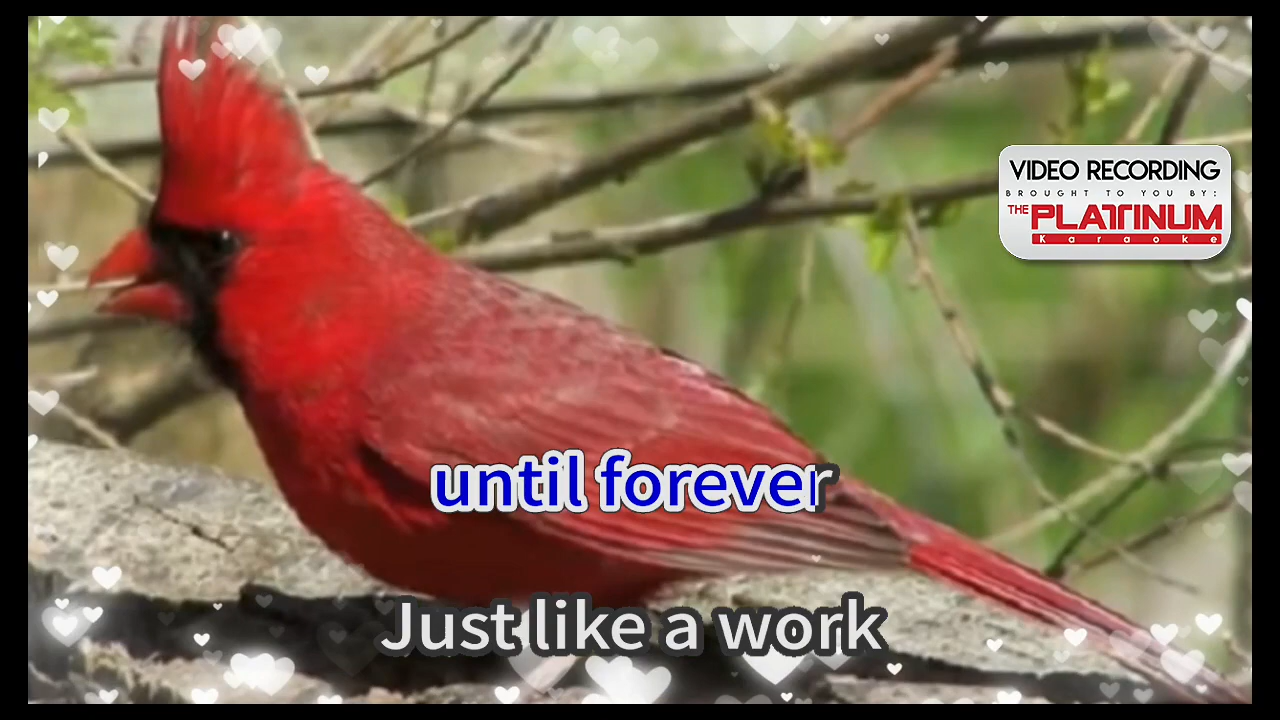 VIDEO RECORDING
BROUGHT TO YOU BY:
THE PLATINUM
Karaoke
until forever
Just like a work